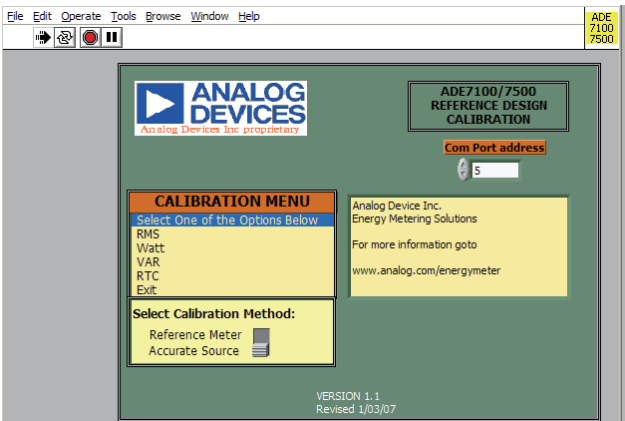 File Edit Operate Tools Browse Window Help
ADE
7100
7500
ANALOG
DEVICES
Analog Devices Inc proprietary
ADE7100/7500
REFERENCE DESIGN
CALIBRATION
Com Port address
5
CALIBRATION MENU
Select One of the Options Below
RMS
Watt
VAR
RTC
Exit
Analog Device Inc.
Energy Metering Solutions
For more information goto
www.analog.com/energymeter
Select Calibration Method:
Reference Meter
Accurate Source
VERSION 1.1
Revised 1/03/07